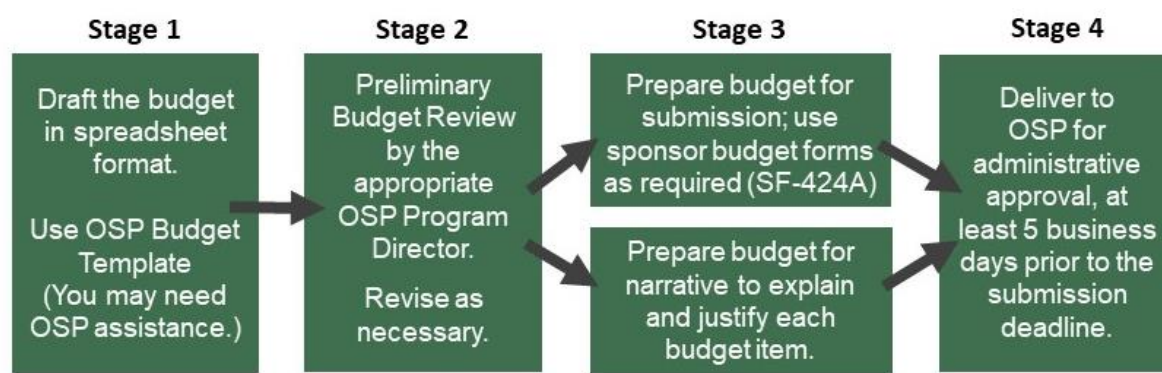 Stage 1
Draft the budget
in spreadsheet
format.
Use OSP Budget
Template
(You may need
OSP assistance.)
Stage 2
Preliminary
Budget Review
by the
appropriate
OSP Program
Director.
Revise as
necessary.
Stage 3
Prepare budget for
submission; use
sponsor budget forms
as required (SF-424A)
Prepare budget for
narrative to explain
and justify each
budget item.
Stage 4
Deliver to
OSP for
administrative
approval, at
least 5 business
days prior to the
submission
deadline.